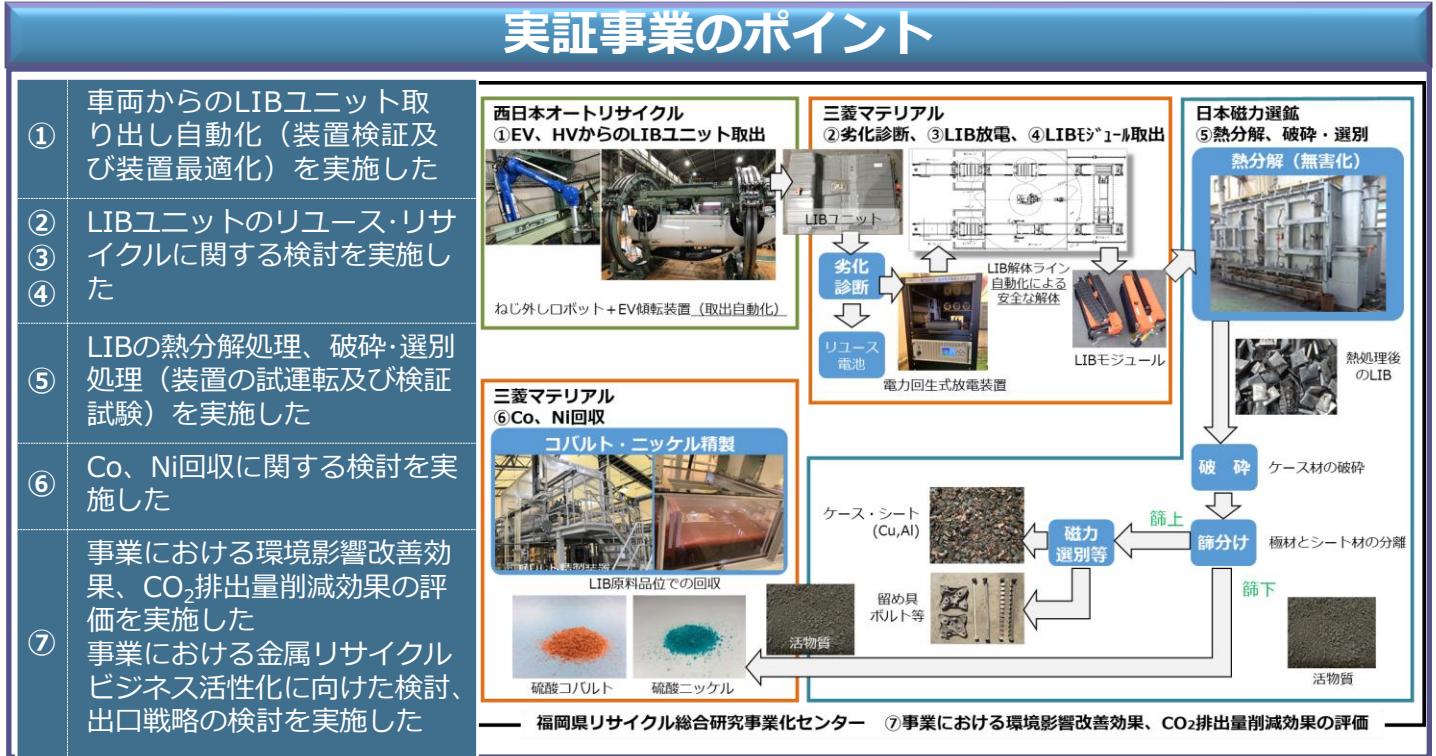 実証事業のポイント
①
車両からのLIBユニット取
り出し自動化（装置検証及
び装置最適化）を実施した
②
③
④
LIBユニットのリユース･リサ
イクルに関する検討を実施し
た
⑤
LIBの熱分解処理、破砕･選別
処理（装置の試運転及び検証
試験）を実施した
⑥
Co、Ni回収に関する検討を実
施した
⑦
事業における環境影響改善効
果、CO₂排出量削減効果の評
価を実施した
事業における金属リサイクル
ビジネス活性化に向けた検討、
出口戦略の検討を実施した
西日本オートリサイクル
①EV、HVからのLIBユニット取出
ねじ外しロボット+EV傾転装置（取出自動化）
三菱マテリアル
②劣化診断、③LIB放電、④LIBﾓｼﾞｭｰﾙ取出
LIBユニット
劣化
診断
リユース
電池
電力回生式放電装置
LIB解体ライン
自動化による
安全な解体
LIBモジュール
日本磁力選鉱
⑤熱分解、破砕・選別
熱分解（無害化）
熱処理後
のLIB
破　砕
ケース材の破砕
篩分け
極材とシート材の分離
篩上
篩下
磁力
選別等
ケース・シート
(Cu,Al)
留め具
ボルト等
活物質
活物質
三菱マテリアル
⑥Co、Ni回収
コバルト・ニッケル精製
LIB原料品位での回収
硫酸コバルト
硫酸ニッケル
福岡県リサイクル総合研究事業化センター　⑦事業における環境影響改善効果、CO₂排出量削減効果の評価